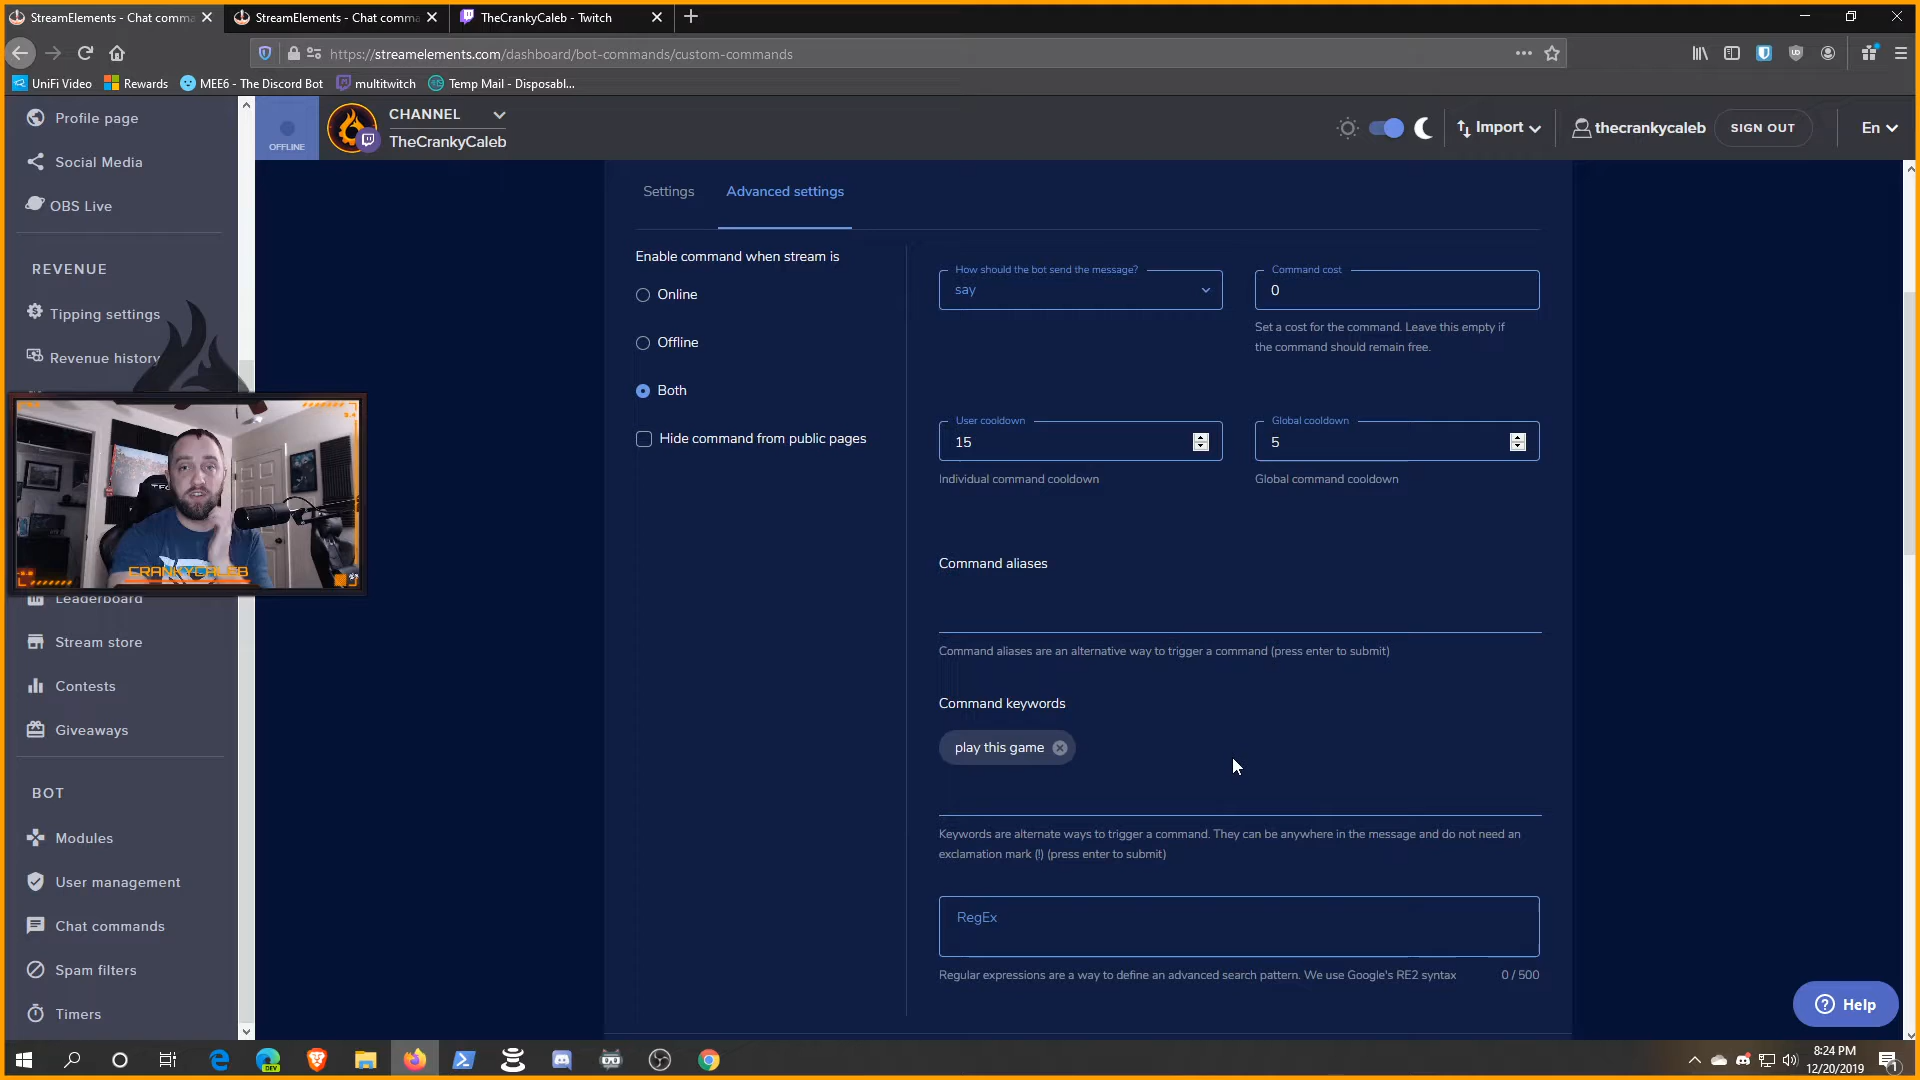 StreamElements - Chat comma
StreamElements - Chat comma
TheCrankyCaleb - Twitch
https://streamelements.com/dashboard/bot-commands/custom-commands
UniFi Video
Rewards
MEE6 - The Discord Bot
multitwitch
Temp Mail - Disposabl...
Profile page
Social Media
OBS Live
REVENUE
Tipping settings
Revenue history
Leaderboard
Stream store
Contests
Giveaways
BOT
Modules
User management
Chat commands
Spam filters
Timers
OFFLINE
CHANNEL
TheCrankyCaleb
Import
thecrankycaleb
SIGN OUT
En
Settings
Advanced settings
Enable command when stream is
Online
Offline
Both
Hide command from public pages
How should the bot send the message?
say
Command cost
0
Set a cost for the command. Leave this empty if
the command should remain free.
User cooldown
15
Individual command cooldown
Global cooldown
5
Global command cooldown
Command aliases
Command aliases are an alternative way to trigger a command (press enter to submit)
Command keywords
play this game
Keywords are alternate ways to trigger a command. They can be anywhere in the message and do not need an
exclamation mark (!) (press enter to submit)
RegEx
Regular expressions are a way to define an advanced search pattern. We use Google's RE2 syntax
0 / 500
Help
CRANKYCALEB
DEV
8:24 PM
12/20/2019
1